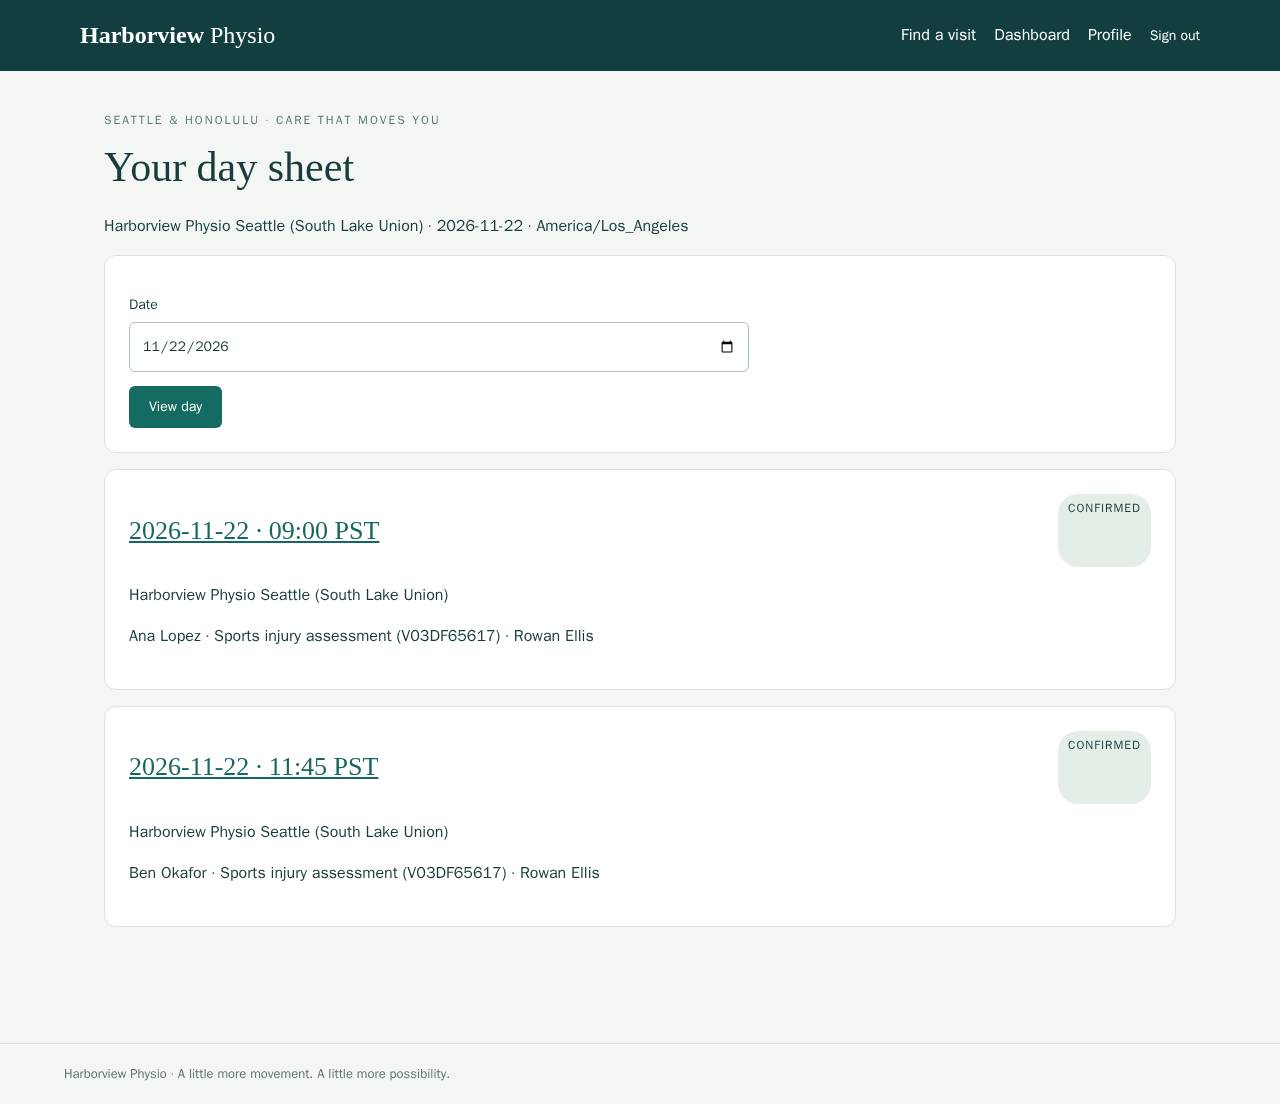 Harborview Physio
Find a visit Dashboard Profile Sign out
SEATTLE & HONOLULU · CARE THAT MOVES YOU
Your day sheet
Harborview Physio Seattle (South Lake Union) · 2026-11-22 · America/Los_Angeles
Date
11/22/2026
View day
2026-11-22 · 09:00 PST
CONFIRMED
Harborview Physio Seattle (South Lake Union)
Ana Lopez · Sports injury assessment (V03DF65617) · Rowan Ellis
2026-11-22 · 11:45 PST
CONFIRMED
Harborview Physio Seattle (South Lake Union)
Ben Okafor · Sports injury assessment (V03DF65617) · Rowan Ellis
Harborview Physio · A little more movement. A little more possibility.